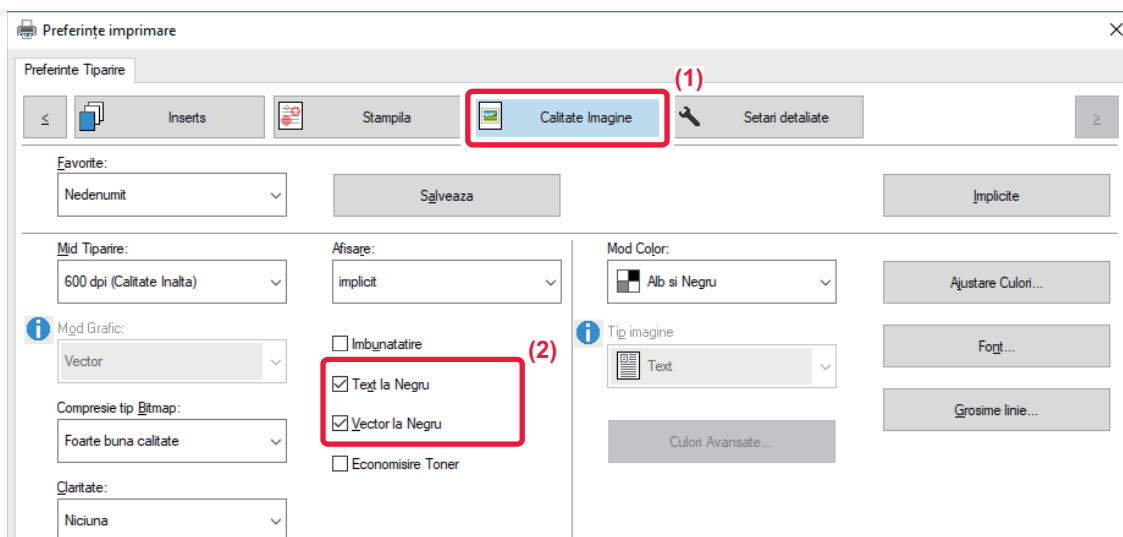 Preferințe imprimare
Preferinte Tiparire
(1)
≤ Inserts Stampila Calitate Imagine Setari detaliate ≥
Favorite:
Nedenumit Salveaza Implicite
Mid Tiparire: Afisare: Mod Color:
600 dpi (Calitate Inalta) implicit Alb si Negru Ajustare Culori...
Mod Grafic: Imbunatatire (2) Tip imagine
Vector Text la Negru Text Font...
Compresie tip Bitmap: Vector la Negru Grosime linie...
Foarte buna calitate Culori Avansate...
Economisire Toner
Claritate:
Niciuna